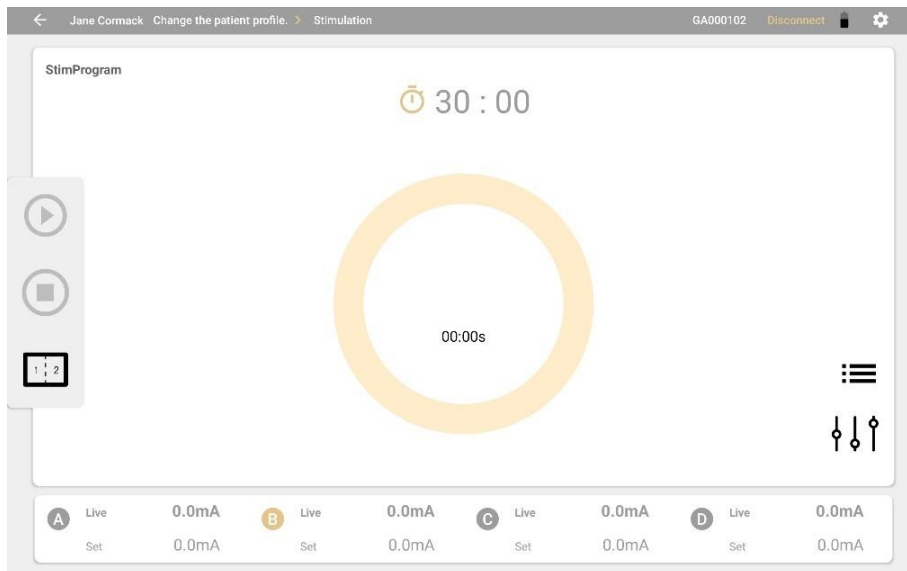 Jane Cormack Change the patient profile. > Stimulation GA000102 Disconnect
StimProgram
30 : 00
00:00s
1 2
A Live 0.0mA B Live 0.0mA C Live 0.0mA D Live 0.0mA
Set 0.0mA Set 0.0mA Set 0.0mA Set 0.0mA